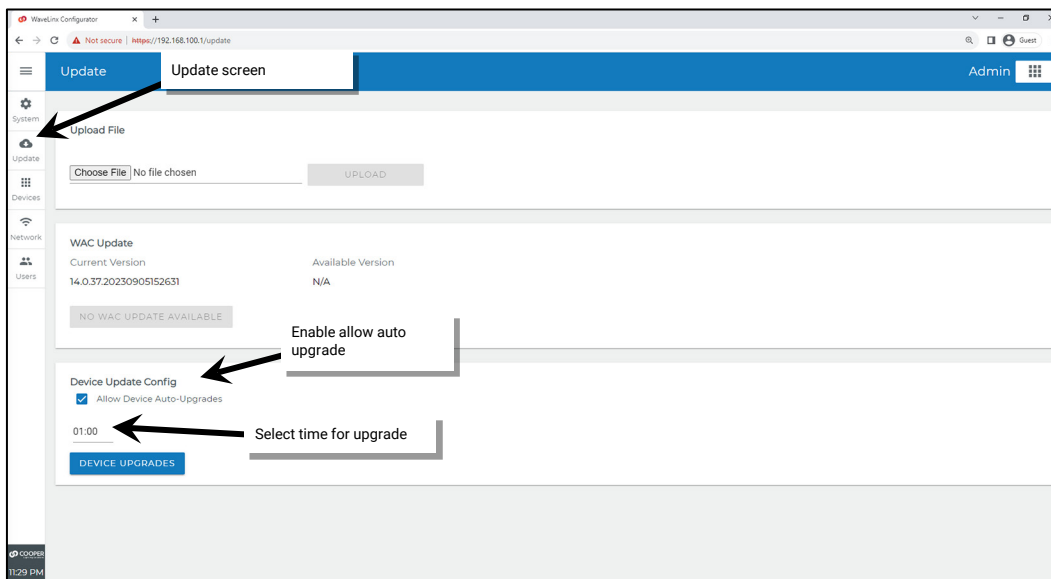 WaveLinx Configurator
Not secure | https://192.168.100.1/update
Guest
Update
Update screen
Admin
System
Update
Devices
Network
Users
Upload File
Choose File No file chosen
UPLOAD
WAC Update
Current Version
Available Version
14.0.37.20230905152631
N/A
NO WAC UPDATE AVAILABLE
Enable allow auto
upgrade
Device Update Config
Allow Device Auto-Upgrades
01:00
Select time for upgrade
DEVICE UPGRADES
COOPER
11:29 PM